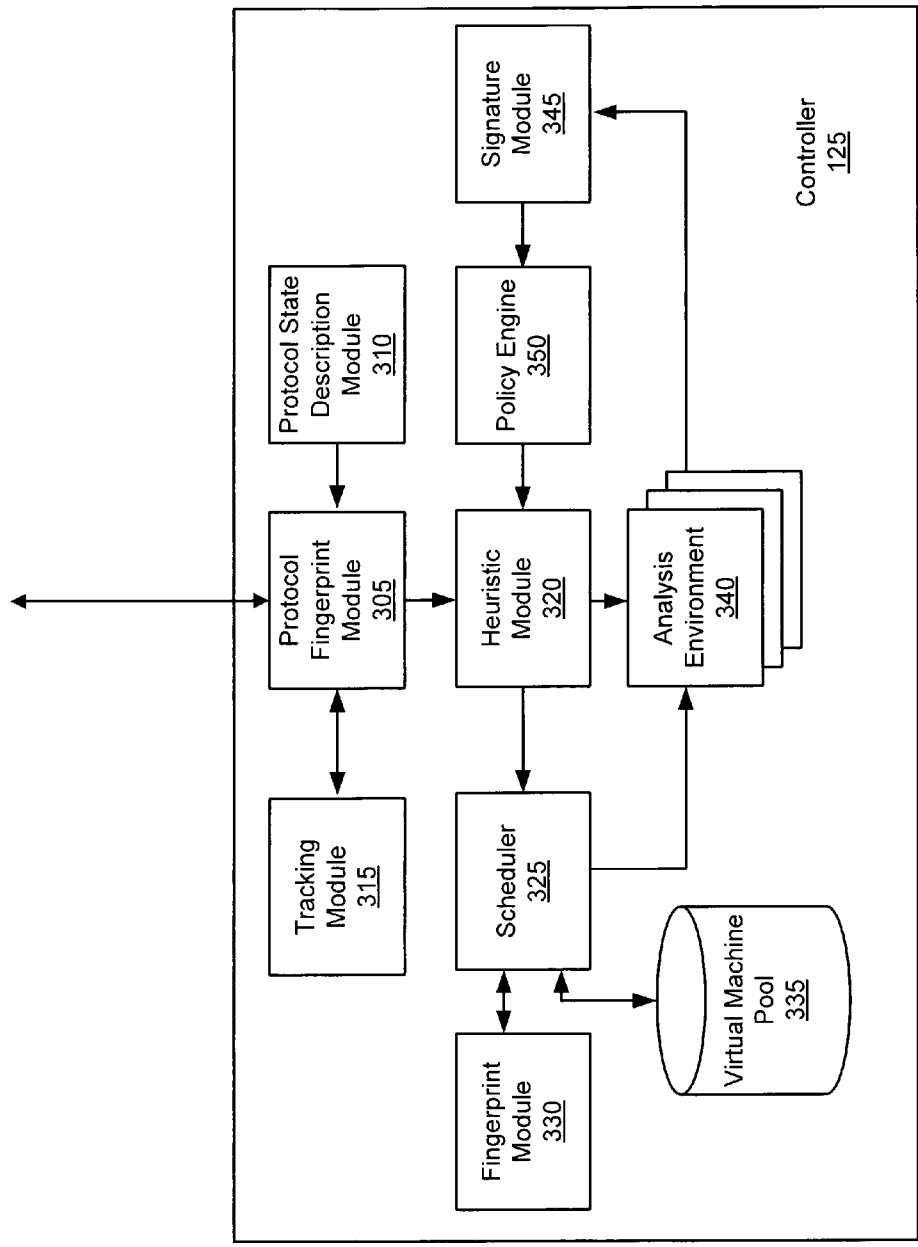 Tracking
Module
315
Protocol
Fingerprint
Module
305
Protocol State
Description
Module
310
Fingerprint
Module
330
Scheduler
325
Heuristic
Module
320
Policy Engine
350
Signature
Module
345
Virtual Machine
Pool
335
Analysis
Environment
340
Controller
125